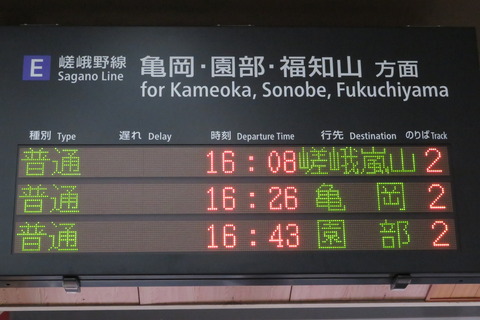 E 嵯峨野線 亀岡・園部・福知山 方面
Sagano Line for Kameoka, Sonobe, Fukuchiyama
種別 Type 遅れ Delay 時刻 Departure Time 行先 Destination のりば Track
普通 16:08 嵯峨嵐山 2
普通 16:26 亀岡 2
普通 16:43 園部 2